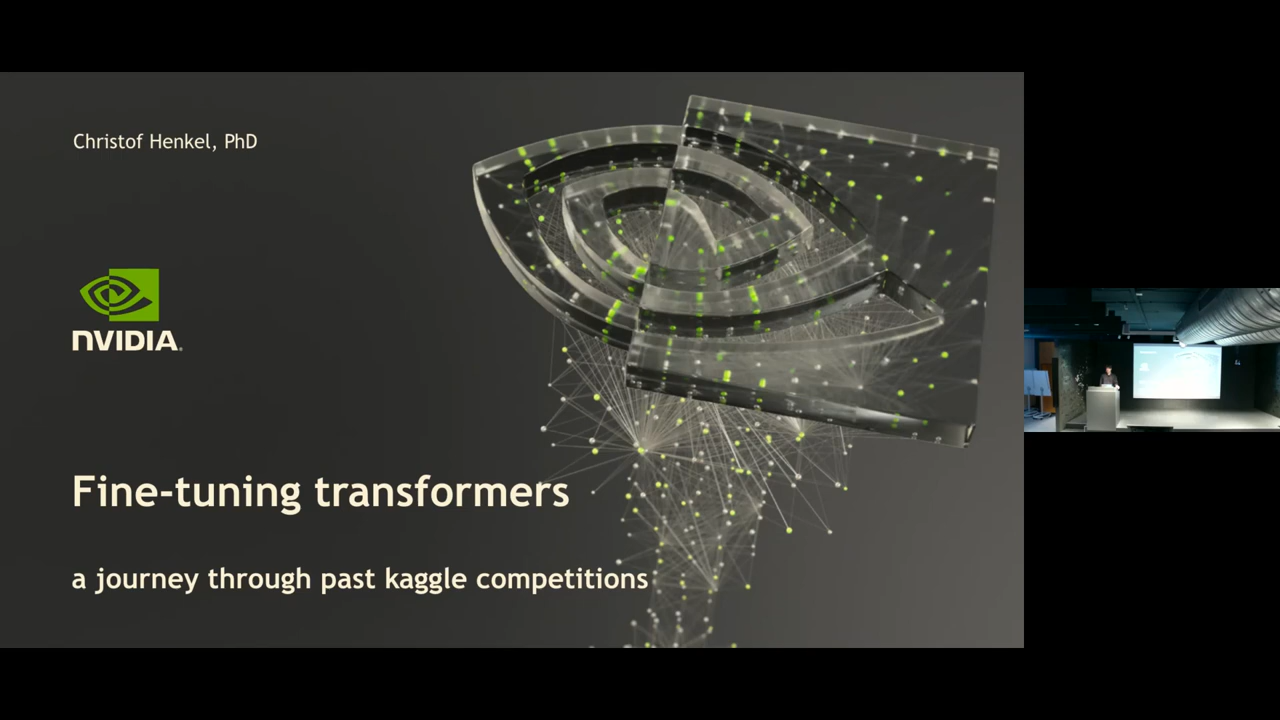 Christof Henkel, PhD
NVIDIA.
Fine-tuning transformers
a journey through past kaggle competitions